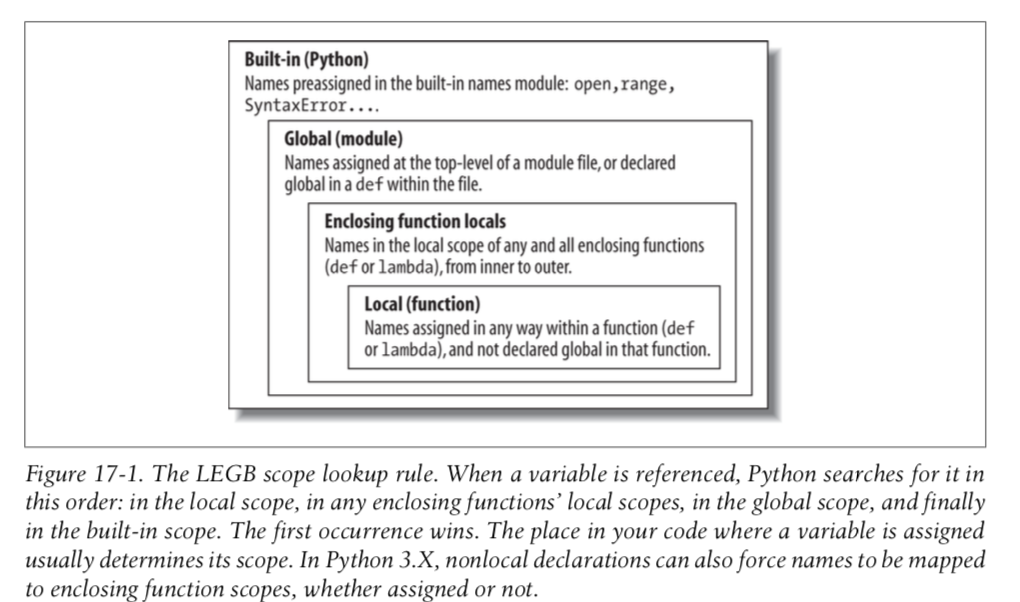 Built-in (Python)
Names preassigned in the built-in names module: open,range,
SyntaxError....
Global (module)
Names assigned at the top-level of a module file, or declared
global in a def within the file.
Enclosing function locals
Names in the local scope of any and all enclosing functions
(def or lambda), from inner to outer.
Local (function)
Names assigned in any way within a function (def
or lambda), and not declared global in that function.
Figure 17-1. The LEGB scope lookup rule. When a variable is referenced, Python searches for it in
this order: in the local scope, in any enclosing functions’ local scopes, in the global scope, and finally
in the built-in scope. The first occurrence wins. The place in your code where a variable is assigned
usually determines its scope. In Python 3.X, nonlocal declarations can also force names to be mapped
to enclosing function scopes, whether assigned or not.